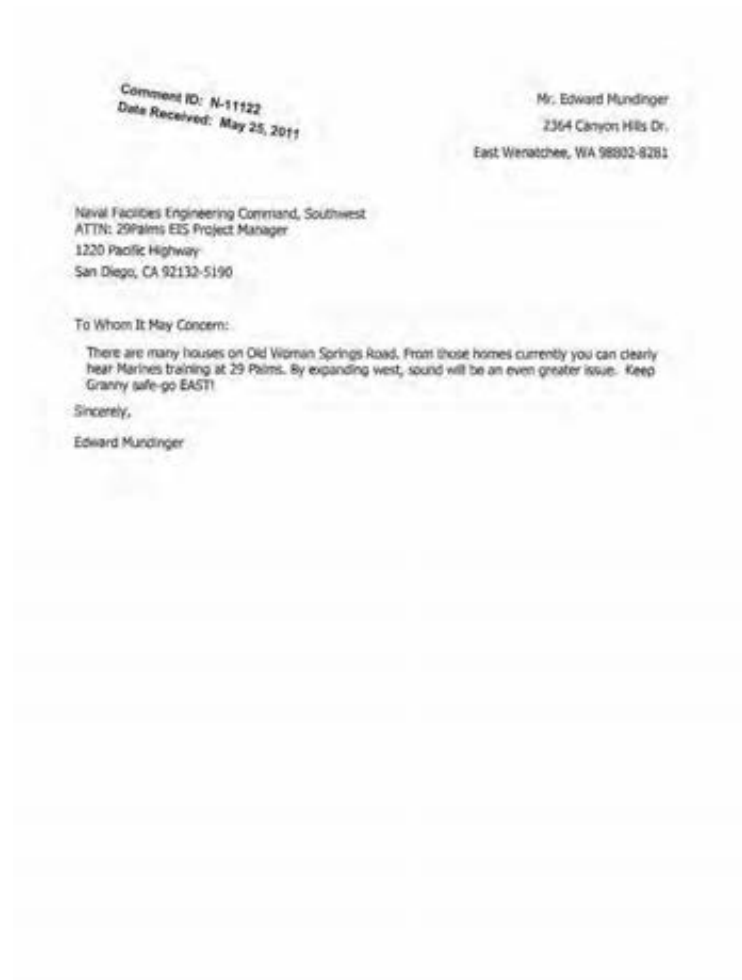 Comment ID: N-11122
Date Received: May 25, 2011
Mr. Edward Mundinger
2364 Canyon Hills Dr.
East Wenatchee, WA 98802-8281
Naval Facilities Engineering Command, Southwest
ATTN: 29Palms EIS Project Manager
1220 Pacific Highway
San Diego, CA 92132-5190
To Whom It May Concern:
There are many houses on Old Woman Springs Road. From those homes currently you can clearly
hear Marines training at 29 Palms. By expanding west, sound will be an even greater issue. Keep
Granny safe-go EAST!
Sincerely,
Edward Mundinger